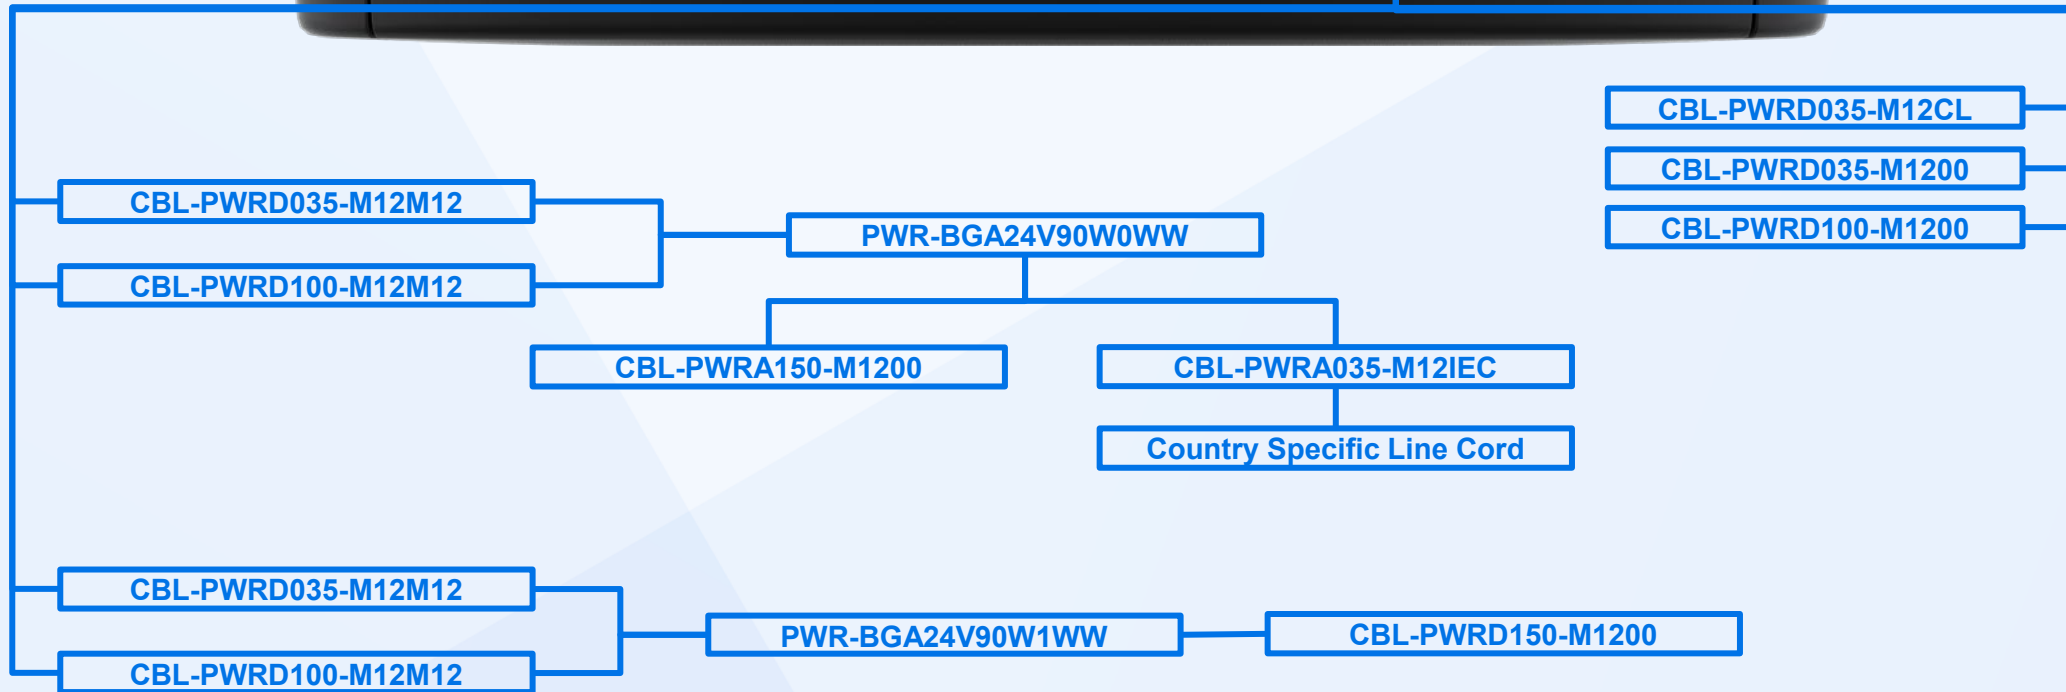 CBL-PWRD035-M12CL
CBL-PWRD035-M1200
CBL-PWRD100-M1200
CBL-PWRD035-M12M12
CBL-PWRD100-M12M12
PWR-BGA24V90W0WW
CBL-PWRA150-M1200
CBL-PWRA035-M12IEC
Country Specific Line Cord
CBL-PWRD035-M12M12
CBL-PWRD100-M12M12
PWR-BGA24V90W1WW
CBL-PWRD150-M1200